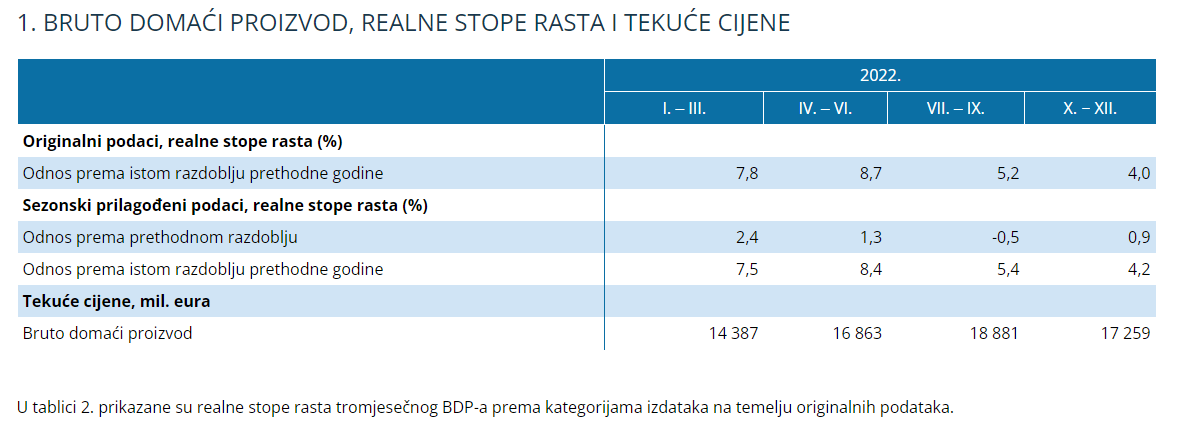 1. BRUTO DOMAĆI PROIZVOD, REALNE STOPE RASTA I TEKUĆE CIJENE
2022.
I. – III. IV. – VI. VII. – IX. X. – XII.
Originalni podaci, realne stope rasta (%)
Odnos prema istom razdoblju prethodne godine 7,8 8,7 5,2 4,0
Sezonski prilagođeni podaci, realne stope rasta (%)
Odnos prema prethodnom razdoblju 2,4 1,3 -0,5 0,9
Odnos prema istom razdoblju prethodne godine 7,5 8,4 5,4 4,2
Tekuće cijene, mil. eura
Bruto domaći proizvod 14 387 16 863 18 881 17 259
U tablici 2. prikazane su realne stope rasta tromjesečnog BDP-a prema kategorijama izdataka na temelju originalnih podataka.